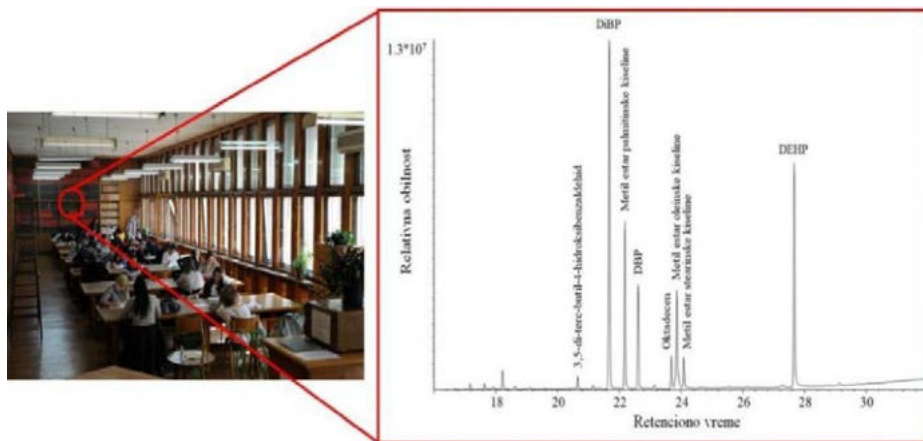 DiBP
1.3*10⁷
Metil estar palmitinske kiseline
Metil estar oleinske kiseline
DEHP
Relativna obilnost
3,5-di-terc-butil-4-hidroksibenzaldehid
DBP
Oktadecen
Metil estar stearinske kiseline
18 20 22 24 26 28 30
Retenciono vreme